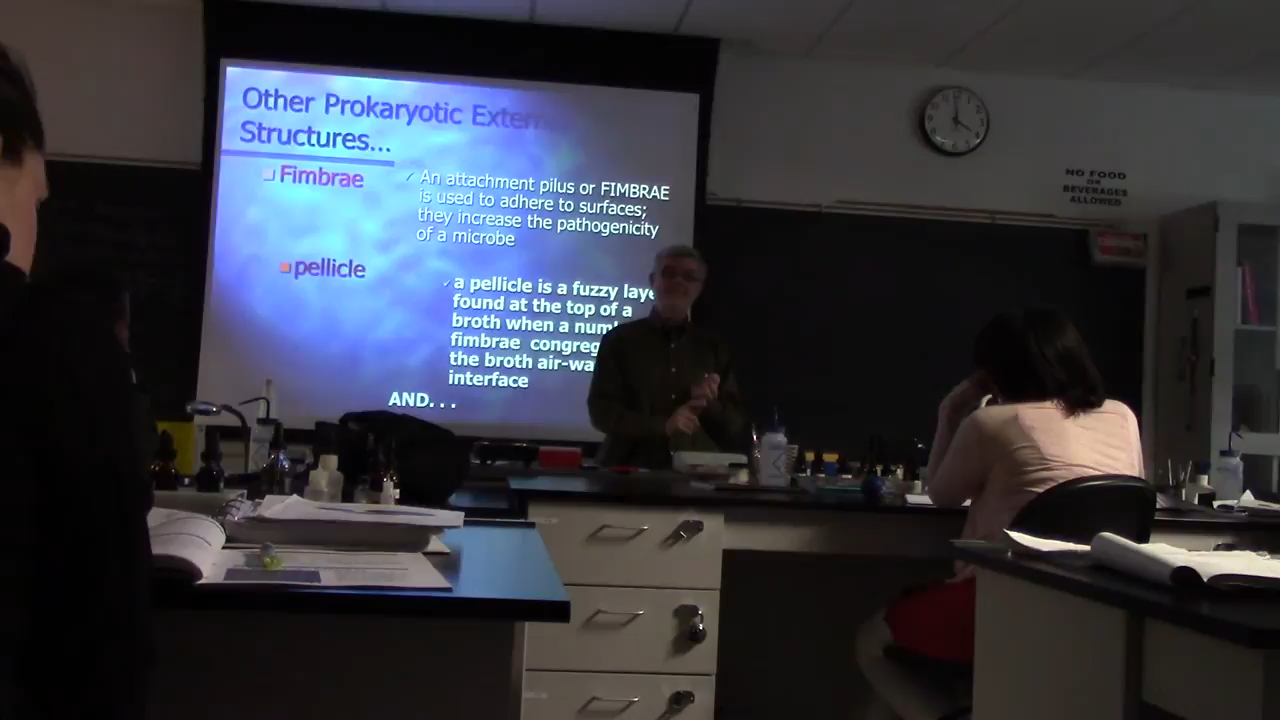 Other Prokaryotic Extern
Structures...
Fimbrae
An attachment pilus or FIMBRAE
is used to adhere to surfaces;
they increase the pathogenicity
of a microbe
pellicle
a pellicle is a fuzzy laye
found at the top of a
broth when a num
fimbrae congreg
the broth air-wa
interface
AND...
NO FOOD
OR
BEVERAGES
ALLOWED